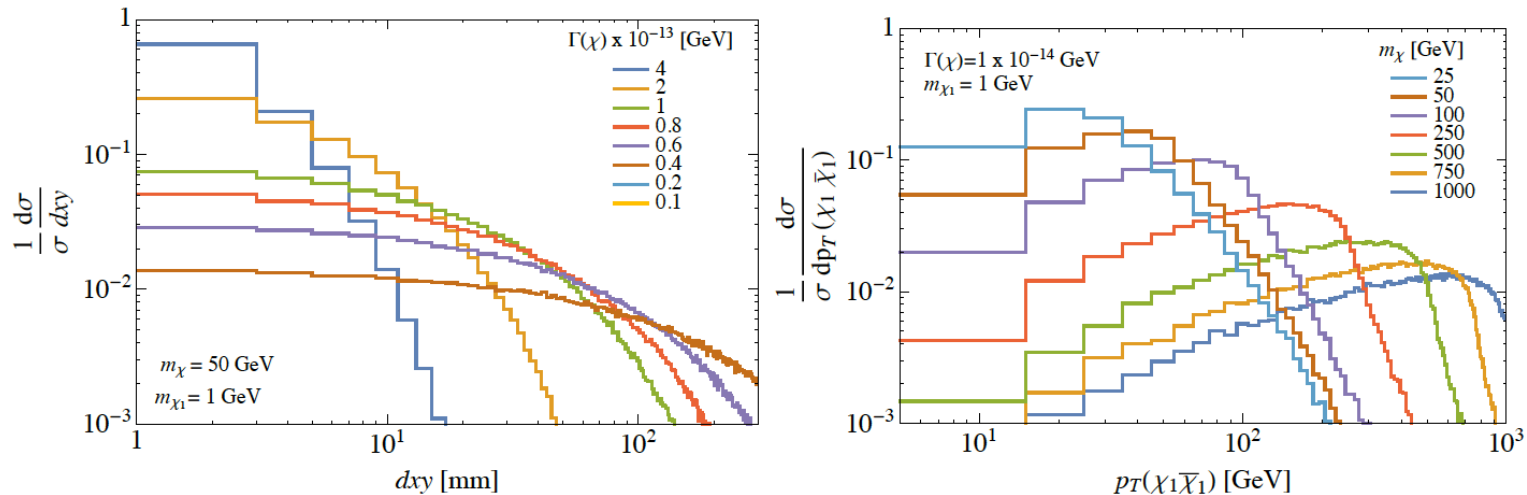 Γ(χ) x 10⁻¹³ [GeV]
4
2
1
0.8
0.6
0.4
0.2
0.1
m_χ = 50 GeV
m_χ₁ = 1 GeV
1
10⁻¹
10⁻²
10⁻³
1/σ dσ/dxy
1 10¹ 10²
dxy [mm]
Γ(χ)=1 x 10⁻¹⁴ GeV
m_χ₁ = 1 GeV
m_χ [GeV]
25
50
100
250
500
750
1000
1
10⁻¹
10⁻²
10⁻³
1/σ dσ/dp_T(χ₁ χ̄₁)
10¹ 10² 10³
p_T(χ₁χ̄₁) [GeV]